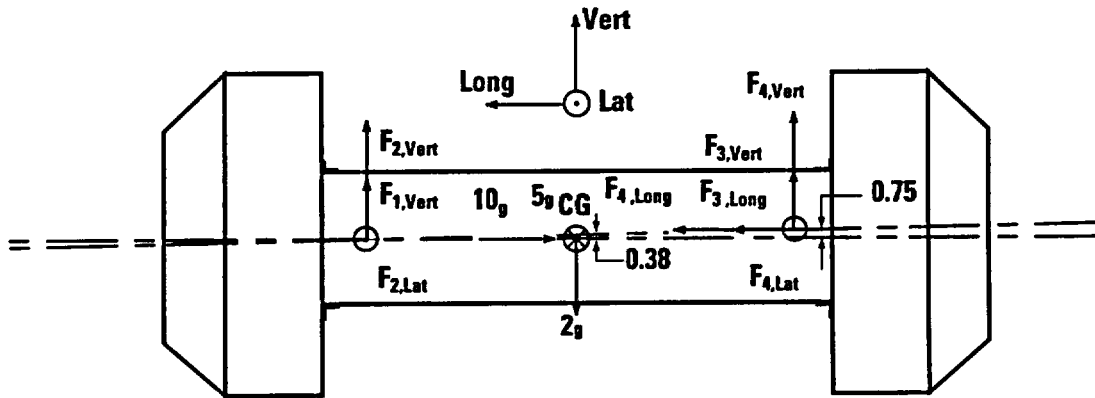 Vert
Long
Lat
F4,Vert
F2,Vert
F3,Vert
F1,Vert
10g
5g CG
F4,Long
F3,Long
0.75
0.38
F2,Lat
F4,Lat
2g